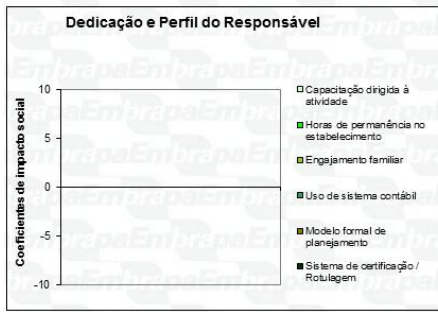 Dedicação e Perfil do Responsável
Coeficientes de impacto social
10
5
0
-5
-10
Capacitação dirigida à
atividade
Horas de permanência no
estabelecimento
Engajamento familiar
Uso de sistema contábil
Modelo formal de
planejamento
Sistema de certificação /
Rotulagem
Embrapa